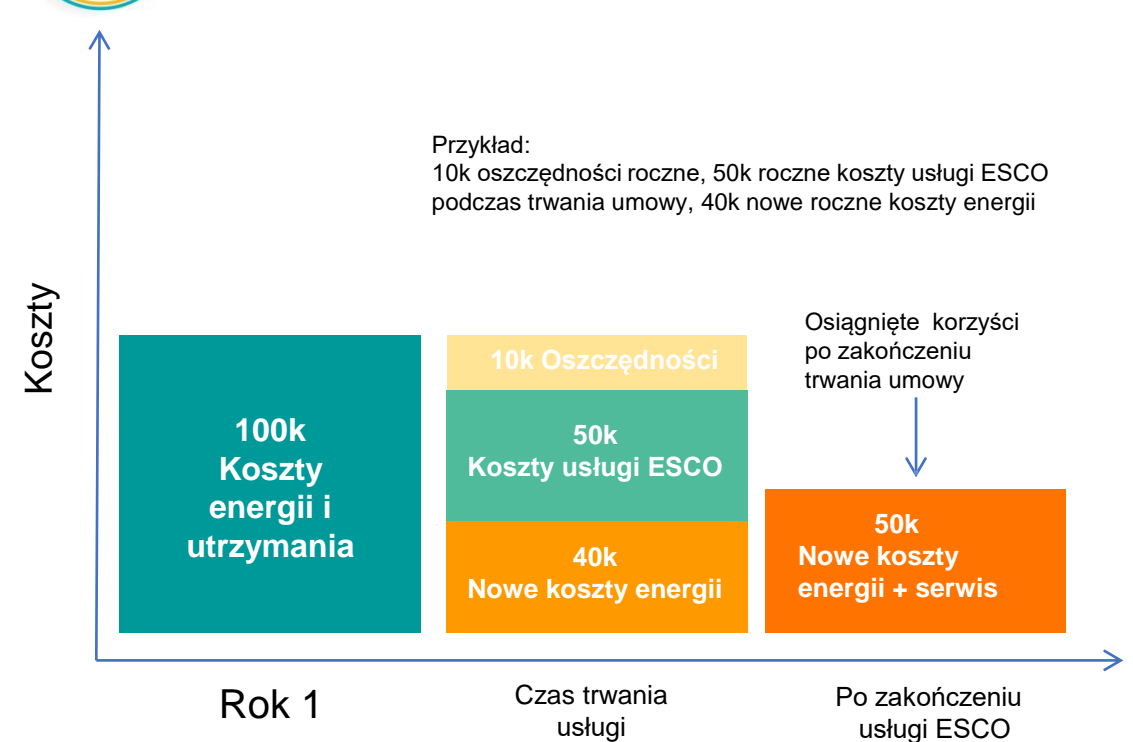 Przykład:
10k oszczędności roczne, 50k roczne koszty usługi ESCO
podczas trwania umowy, 40k nowe roczne koszty energii
Koszty
Osiągnięte korzyści
po zakończeniu
trwania umowy
100k
Koszty
energii i
utrzymania
10k Oszczędności
50k
Koszty usługi ESCO
40k
Nowe koszty energii
50k
Nowe koszty
energii + serwis
Rok 1
Czas trwania
usługi
Po zakończeniu
usługi ESCO